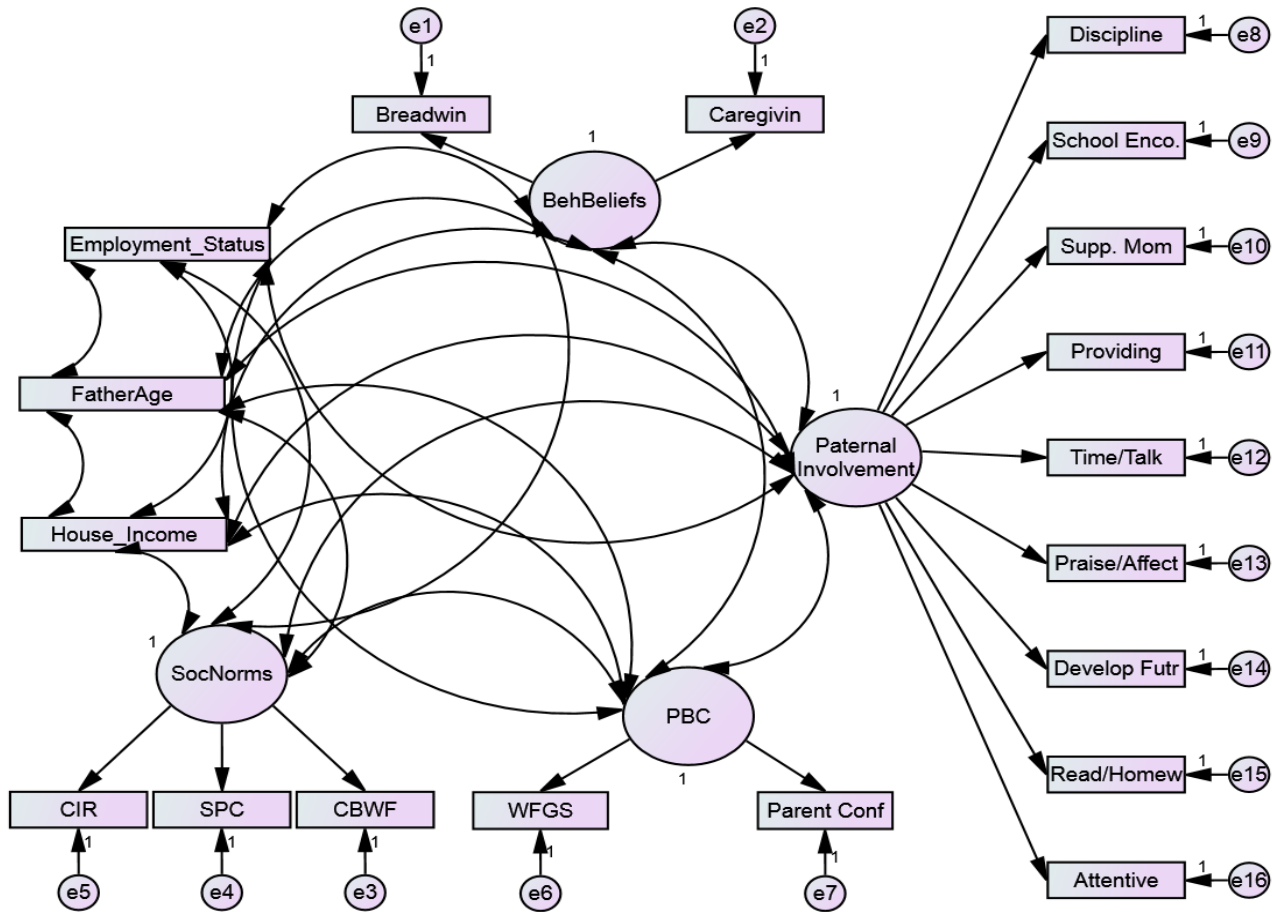 e1
e2
Discipline
1
e8
1
1
Breadwin
Caregivin
School Enco.
1
e9
1
BehBeliefs
Employment_Status
Supp. Mom
1
e10
Providing
1
e11
FatherAge
1
Paternal
Involvement
Time/Talk
1
e12
House_Income
Praise/Affect
1
e13
1
SocNorms
PBC
1
Develop Futr
1
e14
Read/Homew
1
e15
CIR
SPC
CBWF
WFGS
Parent Conf
1
1
1
1
1
e5
e4
e3
e6
e7
Attentive
1
e16